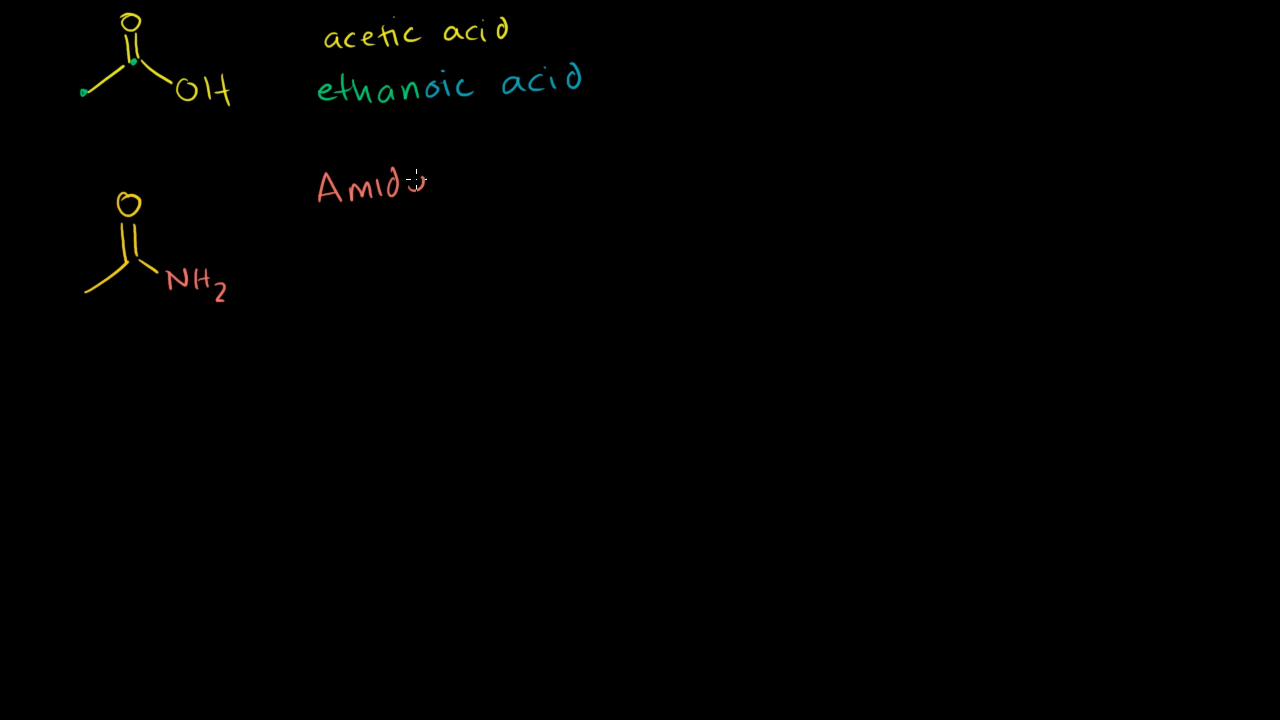 O
acetic acid
OH
ethanoic acid
Amid
O
NH2